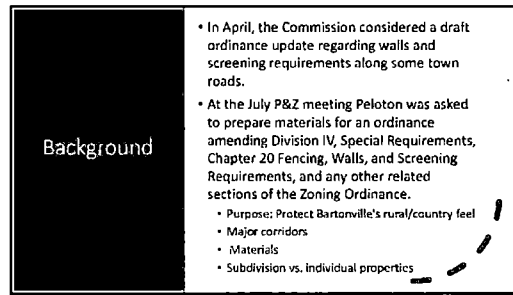 Background
• In April, the Commission considered a draft
ordinance update regarding walls and
screening requirements along some town
roads.
• At the July P&Z meeting Peloton was asked
to prepare materials for an ordinance
amending Division IV, Special Requirements,
Chapter 20 Fencing, Walls, and Screening
Requirements, and any other related
sections of the Zoning Ordinance.
• Purpose: Protect Bartonville's rural/country feel
• Major corridors
• Materials
• Subdivision vs. individual properties